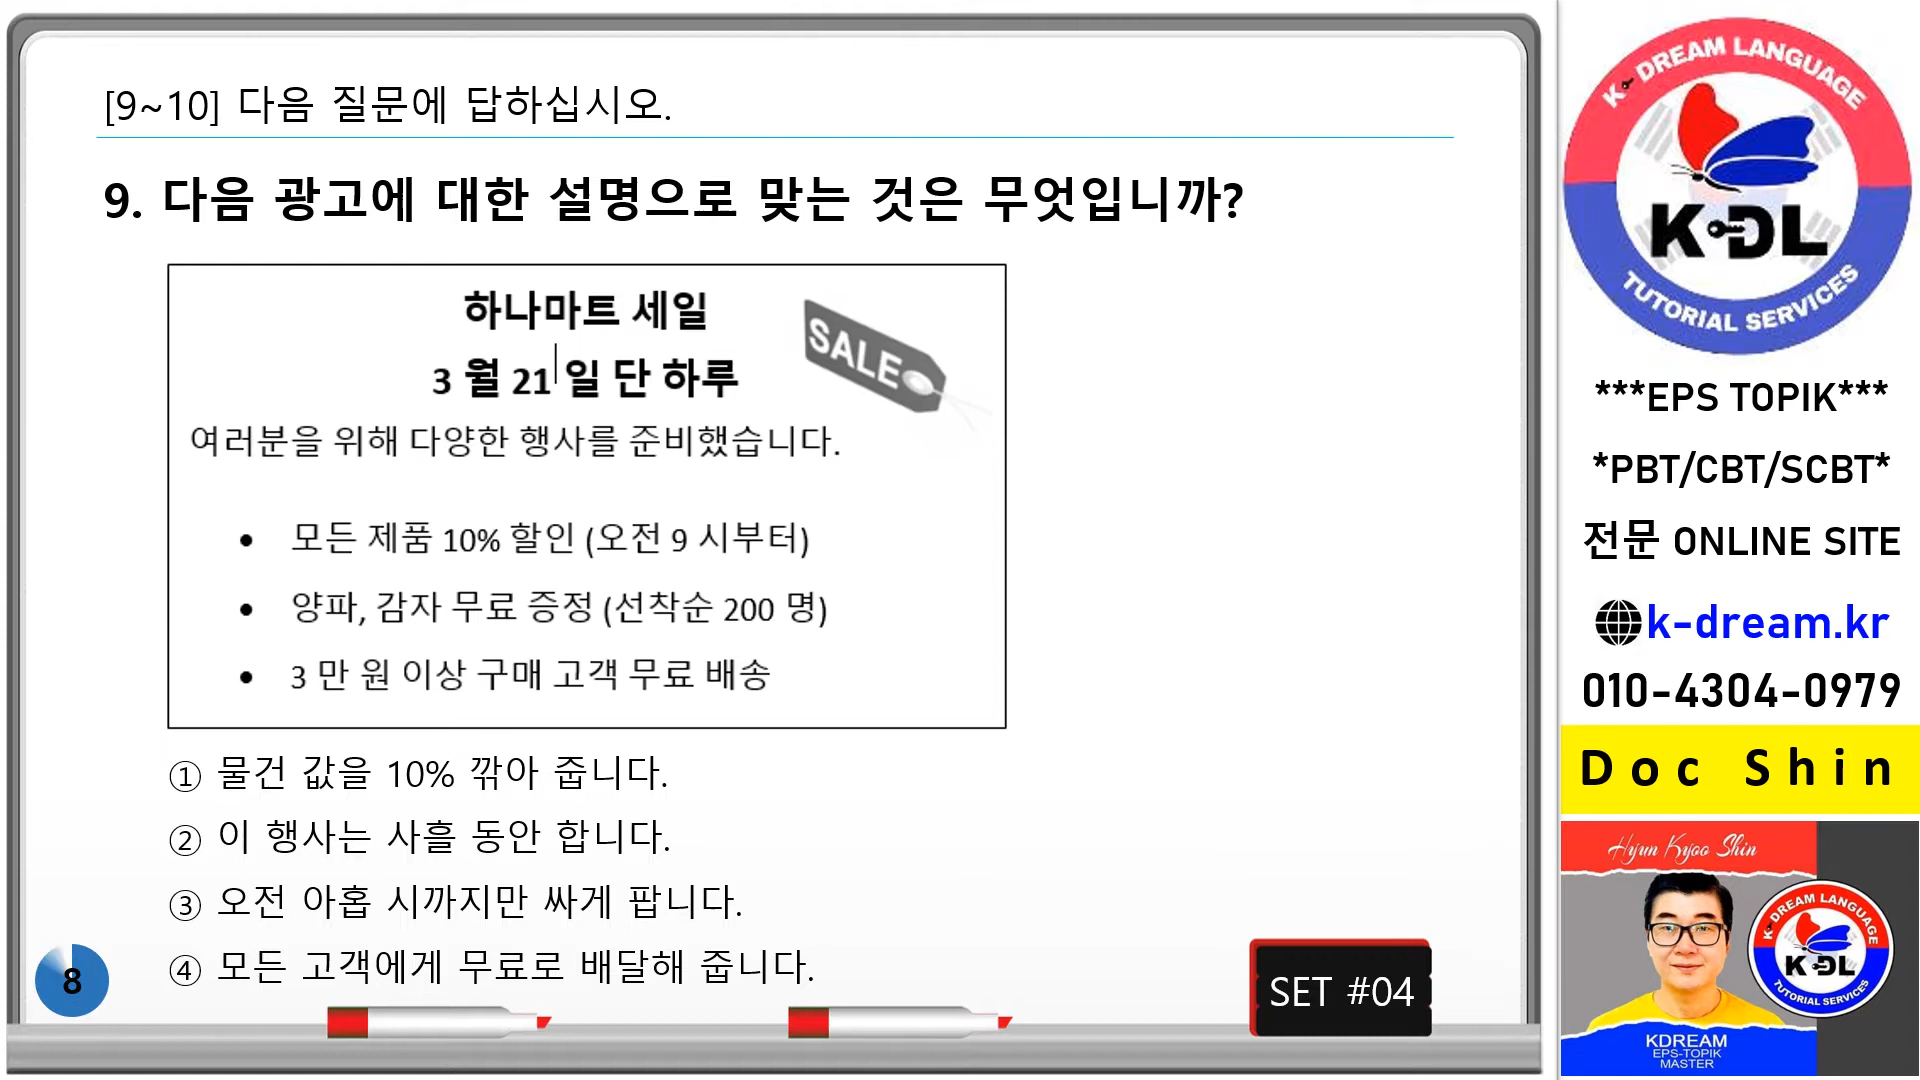 [9~10] 다음 질문에 답하십시오.
9. 다음 광고에 대한 설명으로 맞는 것은 무엇입니까?
하나마트 세일
3 월 21 일 단 하루
SALE
여러분을 위해 다양한 행사를 준비했습니다.
• 모든 제품 10% 할인 (오전 9 시부터)
• 양파, 감자 무료 증정 (선착순 200 명)
• 3 만 원 이상 구매 고객 무료 배송
① 물건 값을 10% 깎아 줍니다.
② 이 행사는 사흘 동안 합니다.
③ 오전 아홉 시까지만 싸게 팝니다.
④ 모든 고객에게 무료로 배달해 줍니다.
8
SET #04
K-DREAM LANGUAGE
K-DL
TUTORIAL SERVICES
***EPS TOPIK***
*PBT/CBT/SCBT*
전문 ONLINE SITE
k-dream.kr
010-4304-0979
Doc Shin
Hyun Kyoo Shin
K-DREAM LANGUAGE
K-DL
TUTORIAL SERVICES
KDREAM
EPS-TOPIK
MASTER